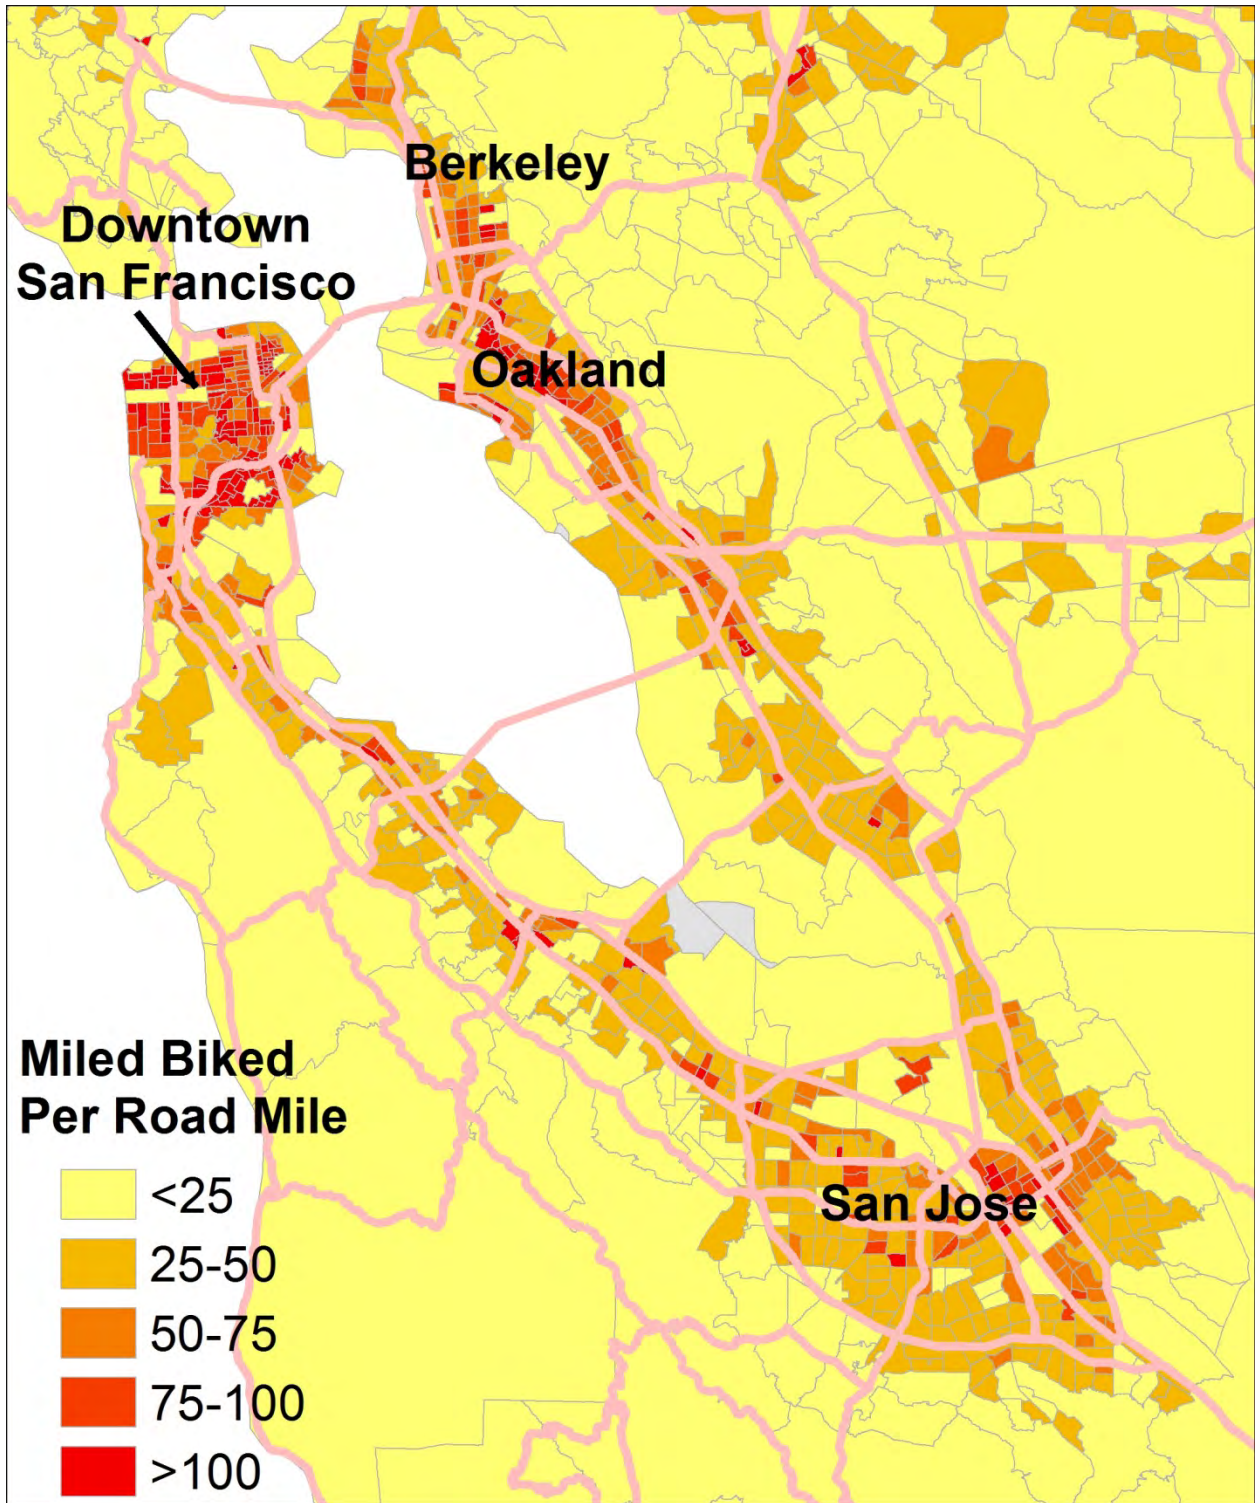 Berkeley
Downtown
San Francisco
Oakland
Miled Biked
Per Road Mile
<25
25-50
50-75
75-100
>100
San Jose